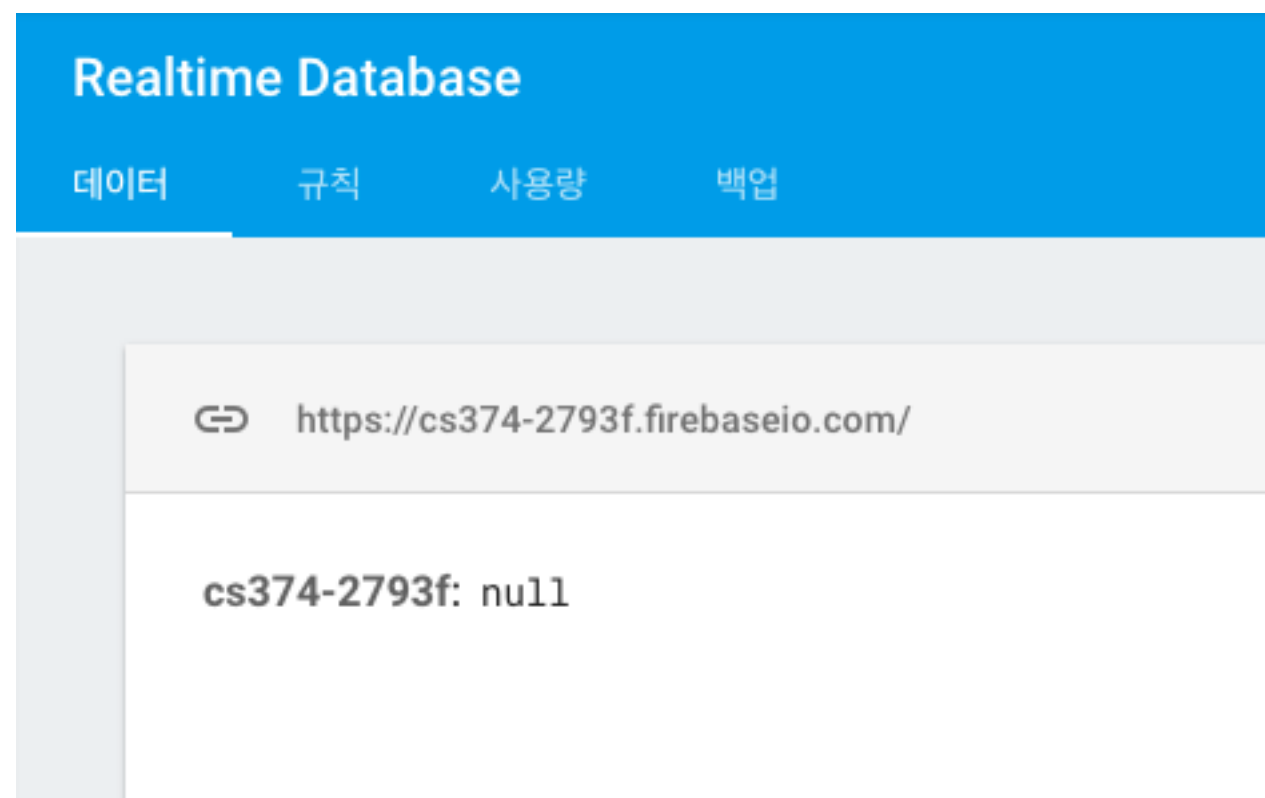 Realtime Database
데이터 규칙 사용량 백업
https://cs374-2793f.firebaseio.com/
cs374-2793f: null